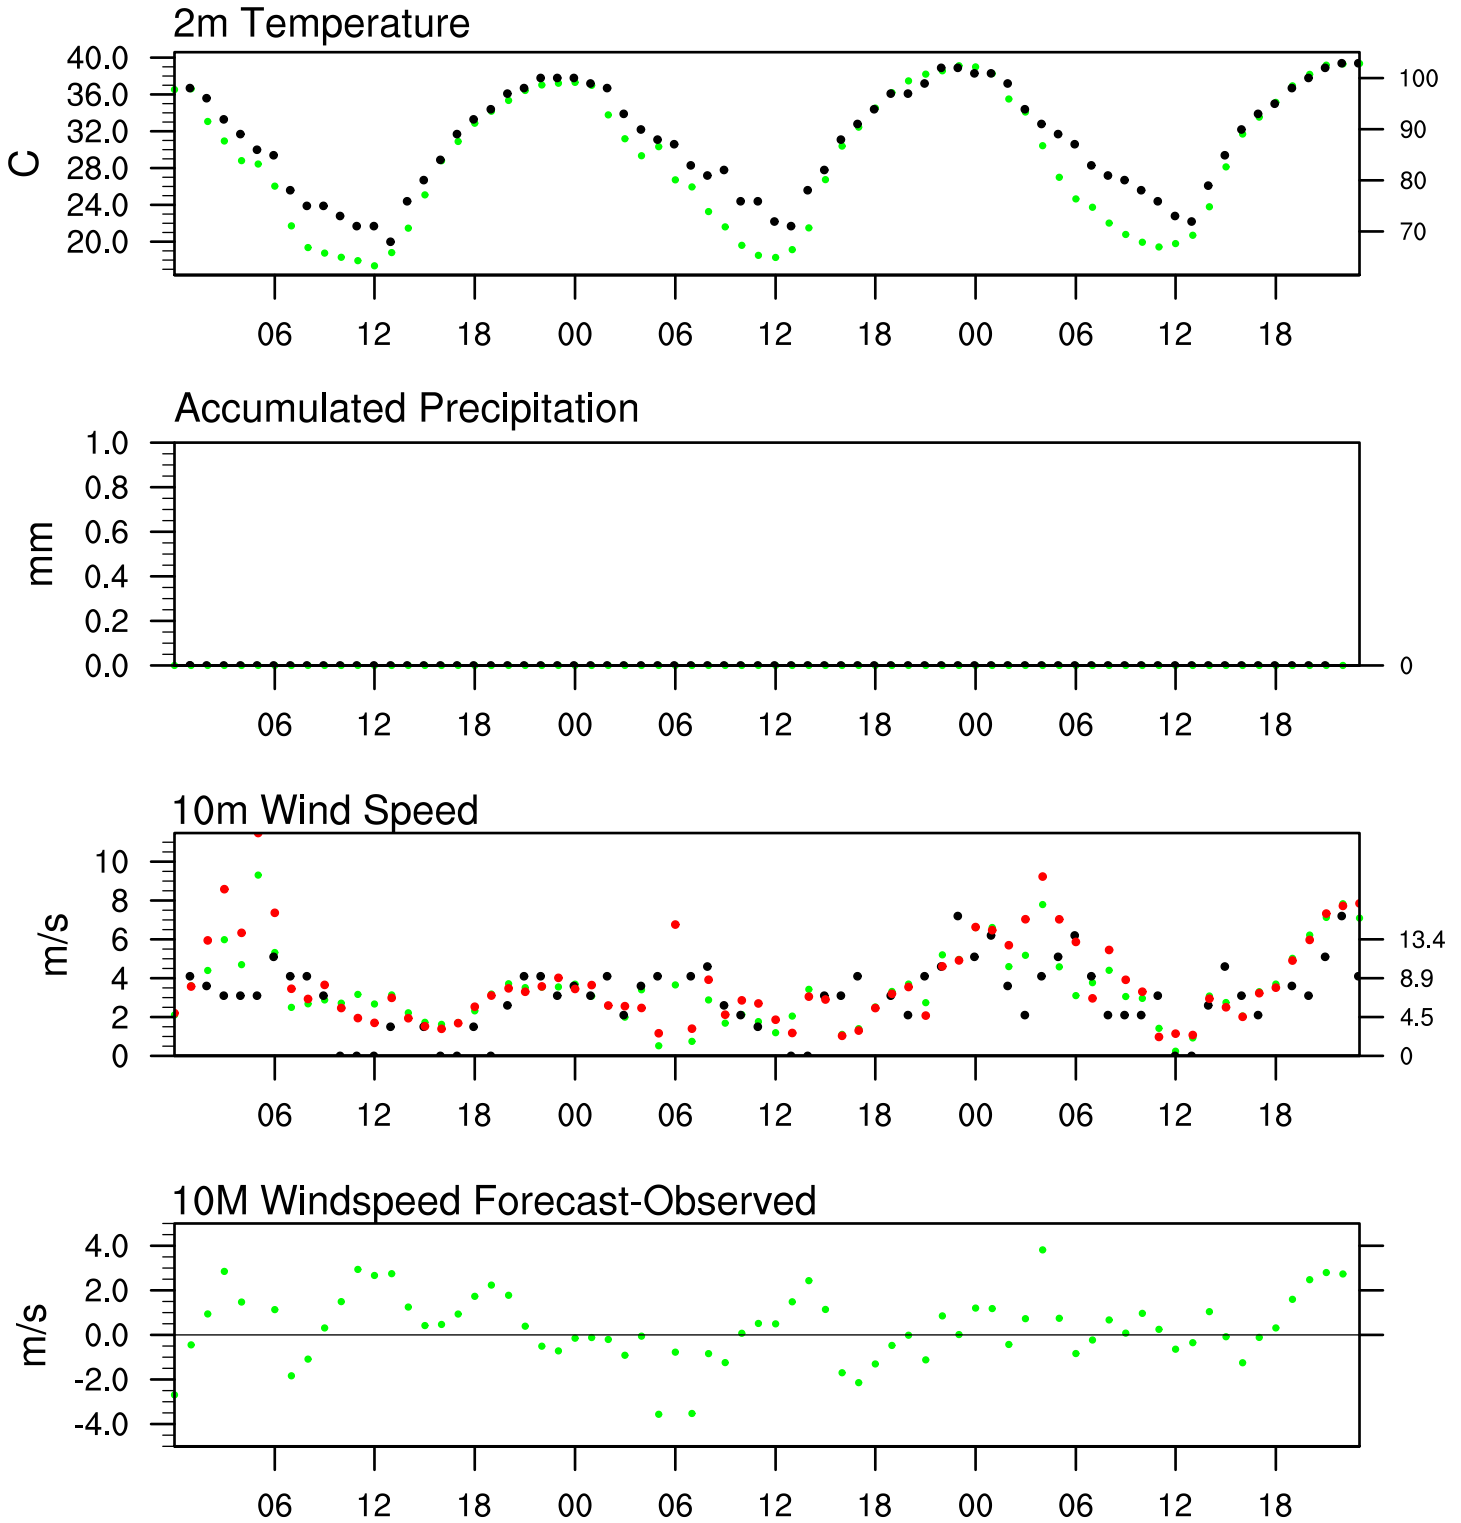 2m Temperature
40.0
36.0
32.0
28.0
24.0
20.0
C
100
90
80
70
06 12 18 00 06 12 18 00 06 12 18
Accumulated Precipitation
1.0
0.8
0.6
0.4
0.2
0.0
mm
0
06 12 18 00 06 12 18 00 06 12 18
10m Wind Speed
10
8
6
4
2
0
m/s
13.4
8.9
4.5
0
06 12 18 00 06 12 18 00 06 12 18
10M Windspeed Forecast-Observed
4.0
2.0
0.0
-2.0
-4.0
m/s
06 12 18 00 06 12 18 00 06 12 18